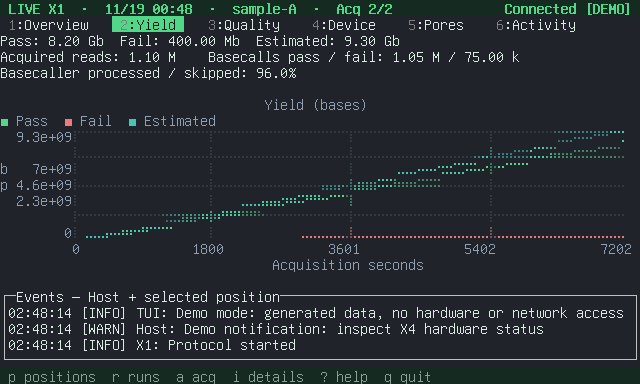 LIVE X1 · 11/19 00:48 · sample-A · Acq 2/2 Connected [DEMO]
1:Overview 2:Yield 3:Quality 4:Device 5:Pores 6:Activity
Pass: 8.20 Gb Fail: 400.00 Mb Estimated: 9.30 Gb
Acquired reads: 1.10 M Basecalls pass / fail: 1.05 M / 75.00 k
Basecaller processed / skipped: 96.0%
Yield (bases)
Pass Fail Estimated
9.3e+09
b 7e+09
p 4.6e+09
2.3e+09
0
0 1800 3601 5402 7202
Acquisition seconds
Events — Host + selected position
02:48:14 [INFO] TUI: Demo mode: generated data, no hardware or network access
02:48:14 [WARN] Host: Demo notification: inspect X4 hardware status
02:48:14 [INFO] X1: Protocol started
p positions r runs a acq i details ? help q quit